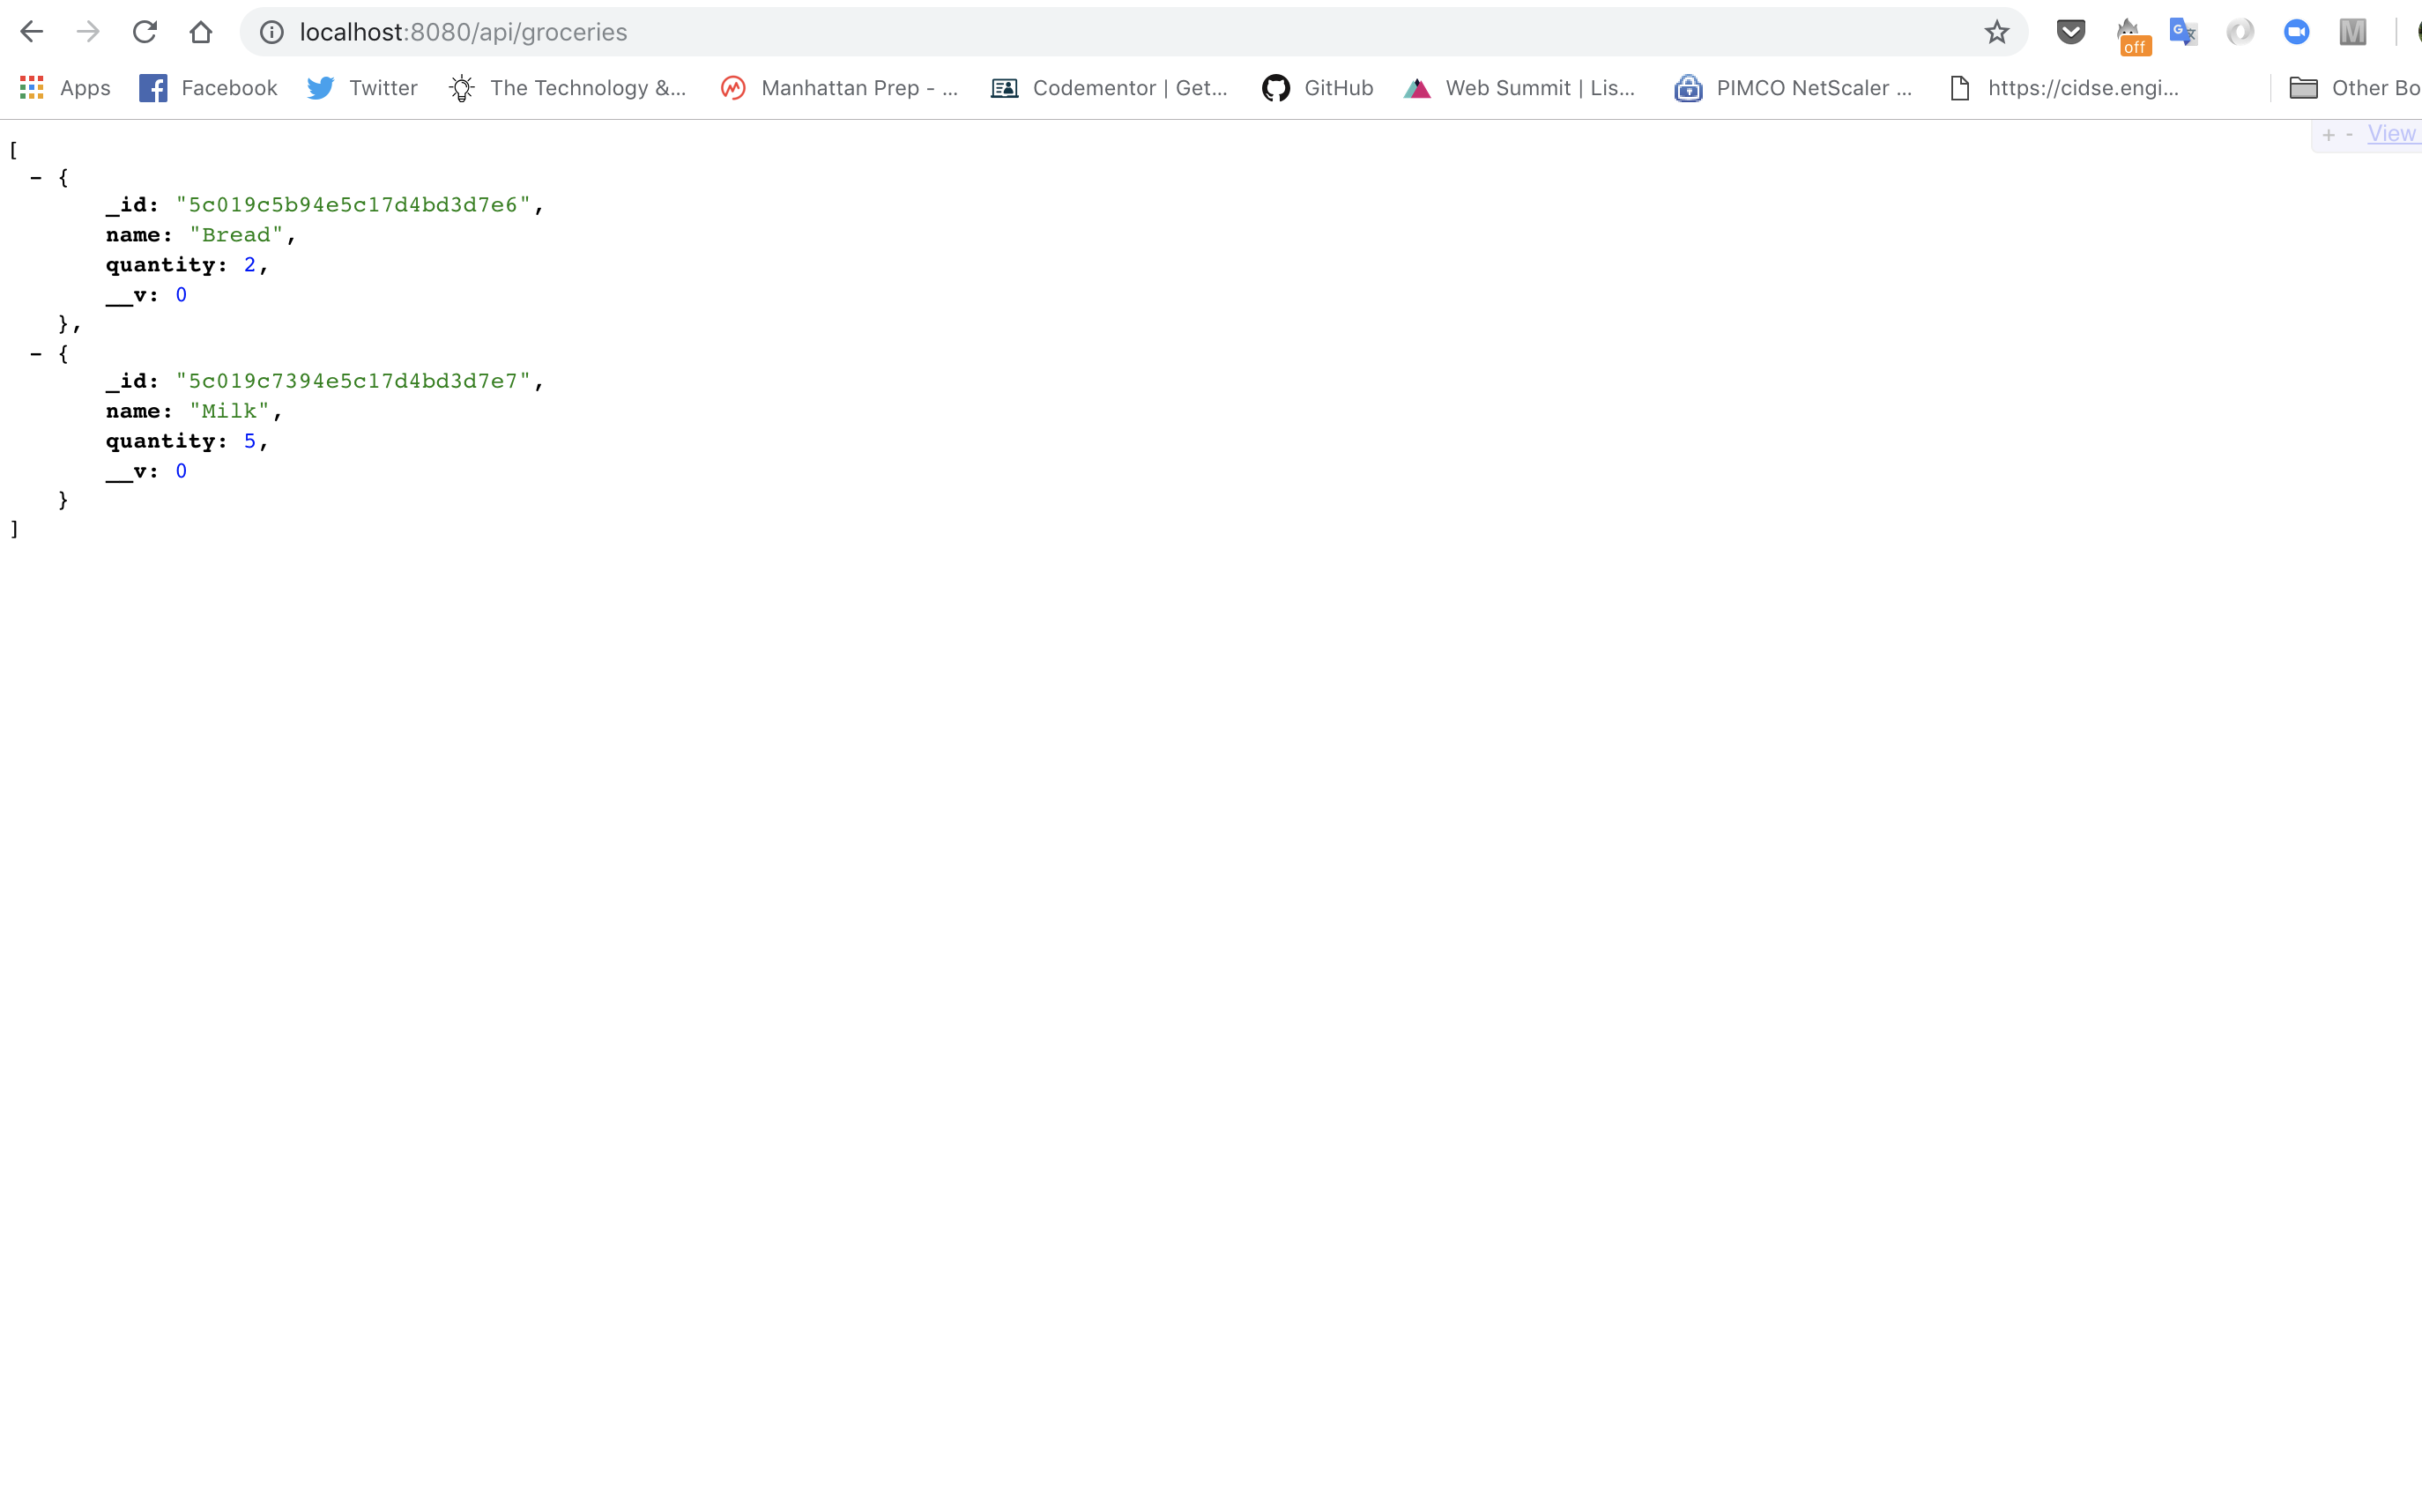 localhost:8080/api/groceries
off
Apps Facebook Twitter The Technology &... Manhattan Prep - ... Codementor | Get... GitHub Web Summit | Lis... PIMCO NetScaler ... https://cidse.engi... Other Bo
+ - View
[
- {
_id: "5c019c5b94e5c17d4bd3d7e6",
name: "Bread",
quantity: 2,
__v: 0
},
- {
_id: "5c019c7394e5c17d4bd3d7e7",
name: "Milk",
quantity: 5,
__v: 0
}
]